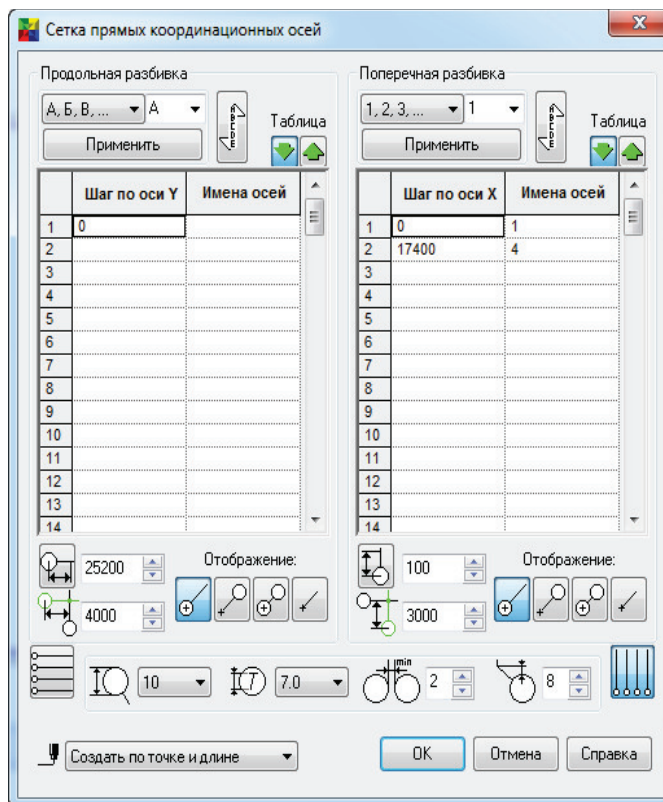 Сетка прямых координационных осей
Продольная разбивка
А, Б, В, ... А
Таблица
Применить
Шаг по оси Y Имена осей
1 0
2
3
4
5
6
7
8
9
10
11
12
13
14
25200
Отображение:
4000
Поперечная разбивка
1, 2, 3, ... 1
Таблица
Применить
Шаг по оси X Имена осей
1 0 1
2 17400 4
3
4
5
6
7
8
9
10
11
12
13
14
100
Отображение:
3000
10
T 7.0
min 2
8
Создать по точке и длине
OK Отмена Справка